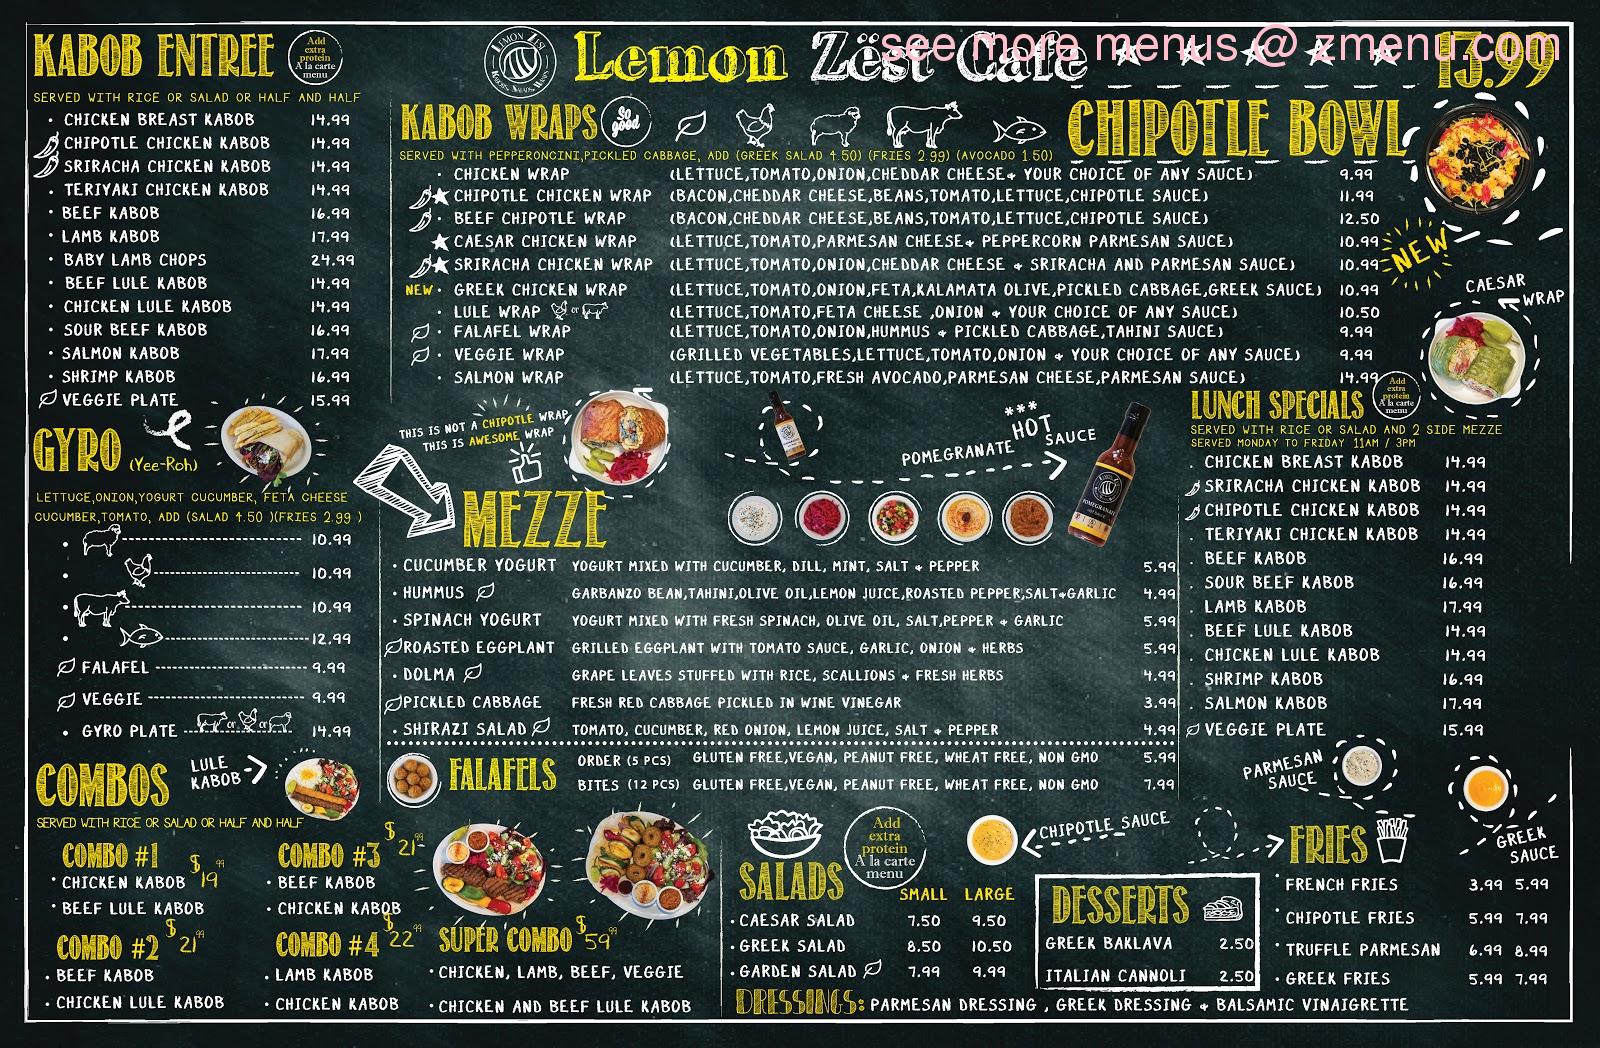 KABOB ENTREE
Add extra protein A la carte menu
SERVED WITH RICE OR SALAD OR HALF AND HALF
CHICKEN BREAST KABOB 14.99
CHIPOTLE CHICKEN KABOB 14.99
SRIRACHA CHICKEN KABOB 14.99
TERIYAKI CHICKEN KABOB 14.99
BEEF KABOB 16.99
LAMB KABOB 17.99
BABY LAMB CHOPS 24.99
BEEF LULE KABOB 14.99
CHICKEN LULE KABOB 14.99
SOUR BEEF KABOB 16.99
SALMON KABOB 17.99
SHRIMP KABOB 16.99
VEGGIE PLATE 15.99
GYRO (Yee-Roh)
LETTUCE,ONION,YOGURT CUCUMBER, FETA CHEESE
CUCUMBER,TOMATO, ADD (SALAD 4.50 )(FRIES 2.99 )
10.99
10.99
10.99
12.99
FALAFEL 9.99
VEGGIE 9.99
GYRO PLATE or or 14.99
COMBOS
LULE KABOB
SERVED WITH RICE OR SALAD OR HALF AND HALF
COMBO #1 $19.99
CHICKEN KABOB
BEEF LULE KABOB
COMBO #2 $21.99
BEEF KABOB
CHICKEN LULE KABOB
COMBO #3 $21.99
BEEF KABOB
CHICKEN KABOB
COMBO #4 $22.99
LAMB KABOB
CHICKEN KABOB
SUPER COMBO $59.99
CHICKEN, LAMB, BEEF, VEGGIE
CHICKEN AND BEEF LULE KABOB
LEMON ZEST
Lemon Zëst Cafe
see more menus @ zmenu.com
CHIPOTLE BOWL 13.99
NEW
CAESAR WRAP
KABOB WRAPS
So good
SERVED WITH PEPPERONCINI,PICKLED CABBAGE, ADD (GREEK SALAD 4.50) (FRIES 2.99) (AVOCADO 1.50)
CHICKEN WRAP (LETTUCE,TOMATO,ONION,CHEDDAR CHEESE& YOUR CHOICE OF ANY SAUCE) 9.99
CHIPOTLE CHICKEN WRAP (BACON,CHEDDAR CHEESE,BEANS,TOMATO,LETTUCE,CHIPOTLE SAUCE) 11.99
BEEF CHIPOTLE WRAP (BACON,CHEDDAR CHEESE,BEANS,TOMATO,LETTUCE,CHIPOTLE SAUCE) 12.50
CAESAR CHICKEN WRAP (LETTUCE,TOMATO,PARMESAN CHEESE& PEPPERCORN PARMESAN SAUCE) 10.99
SRIRACHA CHICKEN WRAP (LETTUCE,TOMATO,ONION,CHEDDAR CHEESE & SRIRACHA AND PARMESAN SAUCE) 10.99
NEW GREEK CHICKEN WRAP (LETTUCE,TOMATO,ONION,FETA,KALAMATA OLIVE,PICKLED CABBAGE,GREEK SAUCE) 10.99
LULE WRAP or (LETTUCE,TOMATO,FETA CHEESE ,ONION & YOUR CHOICE OF ANY SAUCE) 10.50
FALAFEL WRAP (LETTUCE,TOMATO,ONION,HUMMUS & PICKLED CABBAGE,TAHINI SAUCE) 9.99
VEGGIE WRAP (GRILLED VEGETABLES,LETTUCE,TOMATO,ONION & YOUR CHOICE OF ANY SAUCE) 9.99
SALMON WRAP (LETTUCE,TOMATO,FRESH AVOCADO,PARMESAN CHEESE,PARMESAN SAUCE) 14.99
THIS IS NOT A CHIPOTLE WRAP
THIS IS AWESOME WRAP
*** HOT
POMEGRANATE SAUCE
POMEGRANATE
MEZZE
CUCUMBER YOGURT YOGURT MIXED WITH CUCUMBER, DILL, MINT, SALT & PEPPER 5.99
HUMMUS GARBANZO BEAN,TAHINI,OLIVE OIL,LEMON JUICE,ROASTED PEPPER,SALT&GARLIC 4.99
SPINACH YOGURT YOGURT MIXED WITH FRESH SPINACH, OLIVE OIL, SALT,PEPPER & GARLIC 5.99
ROASTED EGGPLANT GRILLED EGGPLANT WITH TOMATO SAUCE, GARLIC, ONION & HERBS 5.99
DOLMA GRAPE LEAVES STUFFED WITH RICE, SCALLIONS & FRESH HERBS 4.99
PICKLED CABBAGE FRESH RED CABBAGE PICKLED IN WINE VINEGAR 3.99
SHIRAZI SALAD TOMATO, CUCUMBER, RED ONION, LEMON JUICE, SALT & PEPPER 4.99
FALAFELS
ORDER (5 PCS) GLUTEN FREE,VEGAN, PEANUT FREE, WHEAT FREE, NON GMO 5.99
BITES (12 PCS) GLUTEN FREE,VEGAN, PEANUT FREE, WHEAT FREE, NON GMO 7.99
LUNCH SPECIALS
Add extra protein A la carte menu
SERVED WITH RICE OR SALAD AND 2 SIDE MEZZE
SERVED MONDAY TO FRIDAY 11AM / 3PM
CHICKEN BREAST KABOB 14.99
SRIRACHA CHICKEN KABOB 14.99
CHIPOTLE CHICKEN KABOB 14.99
TERIYAKI CHICKEN KABOB 14.99
BEEF KABOB 16.99
SOUR BEEF KABOB 16.99
LAMB KABOB 17.99
BEEF LULE KABOB 14.99
CHICKEN LULE KABOB 14.99
SHRIMP KABOB 16.99
SALMON KABOB 17.99
VEGGIE PLATE 15.99
PARMESAN SAUCE
SALADS
Add extra protein A la carte menu
CHIPOTLE SAUCE
SMALL LARGE
CAESAR SALAD 7.50 9.50
GREEK SALAD 8.50 10.50
GARDEN SALAD 7.99 9.99
DRESSINGS: PARMESAN DRESSING , GREEK DRESSING & BALSAMIC VINAIGRETTE
DESSERTS
GREEK BAKLAVA 2.50
ITALIAN CANNOLI 2.50
FRIES
GREEK SAUCE
FRENCH FRIES 3.99 5.99
CHIPOTLE FRIES 5.99 7.99
TRUFFLE PARMESAN 6.99 8.99
GREEK FRIES 5.99 7.99